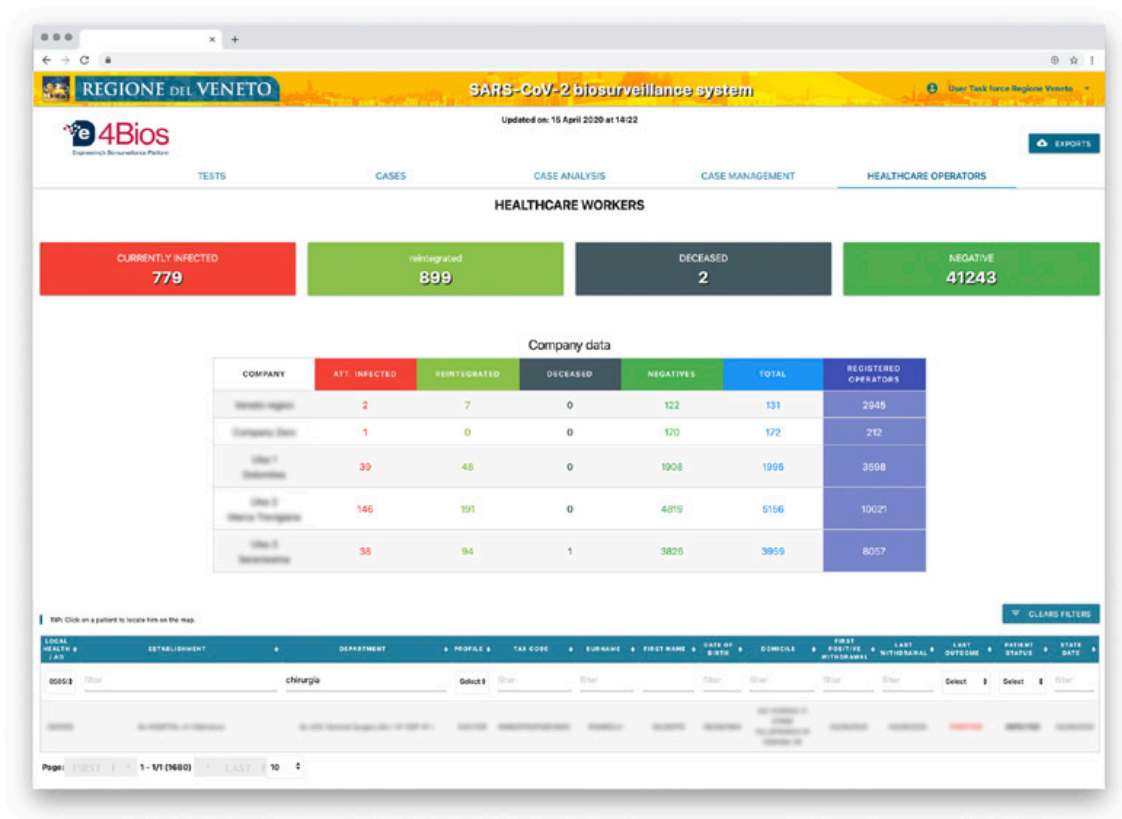 REGIONE DEL VENETO
SARS-CoV-2 biosurveillance system
User Task force Regione Veneto
e4Bios
Engineering's Bio-surveillance Platform
Updated on: 15 April 2020 at 14:22
EXPORTS
TESTS CASES CASE ANALYSIS CASE MANAGEMENT HEALTHCARE OPERATORS
HEALTHCARE WORKERS
CURRENTLY INFECTED reintegrated DECEASED NEGATIVE
779 899 2 41243
Company data
COMPANY ATT. INFECTED REINTEGRATED DECEASED NEGATIVES TOTAL REGISTERED OPERATORS
2 7 0 122 131 2945
1 0 0 170 172 212
39 48 0 1908 1995 3598
146 191 0 4819 5156 10021
38 94 1 3826 3959 8057
TIP: Click on a patient to locate him on the map.
CLEARS FILTERS
LOCAL HEALTH / AO ESTABLISHMENT DEPARTMENT PROFILE TAX CODE SURNAME FIRST NAME DATE OF BIRTH DOMICILE FIRST POSITIVE WITHDRAWAL LAST WITHDRAWAL LAST OUTCOME PATIENT STATUS STATE DATE
filter chirurgia Select filter filter filter filter filter filter Select Select filter
Page: FIRST 1 - 1/1 (1680) LAST 10